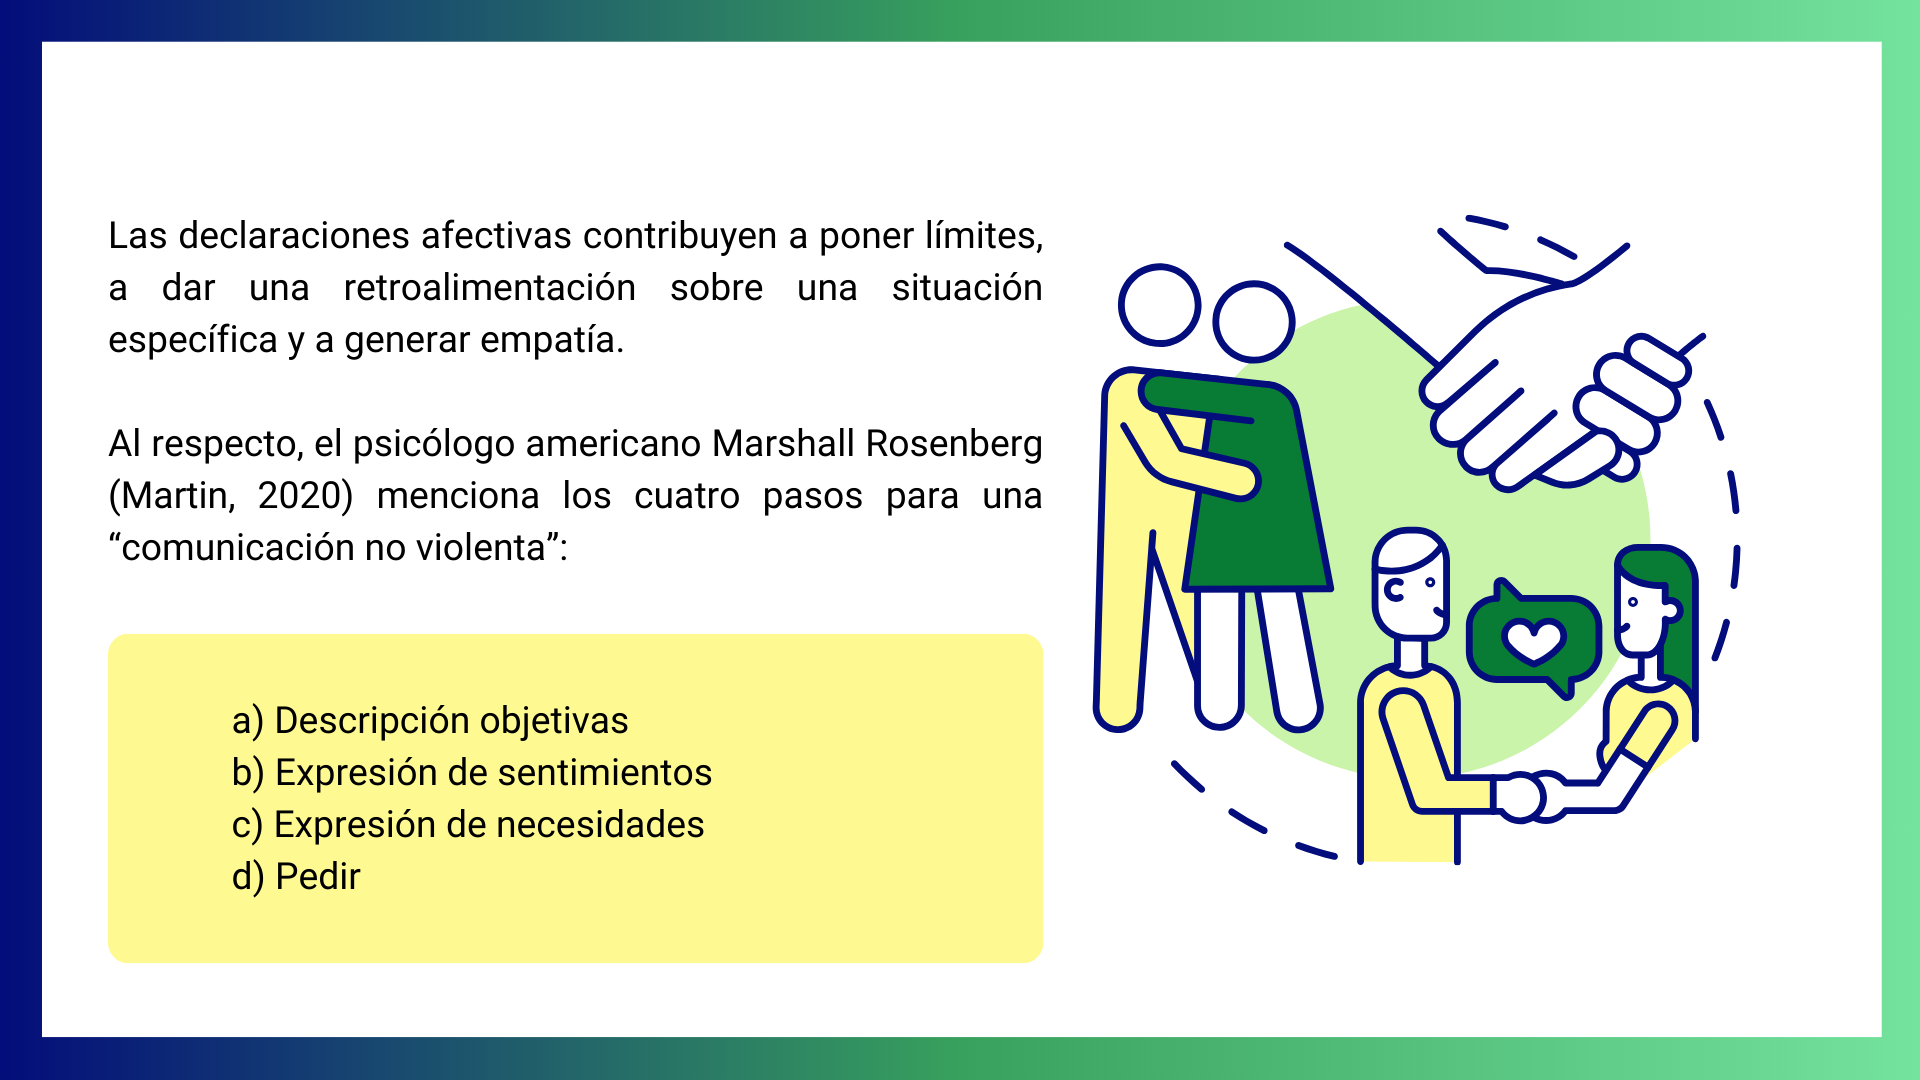 Las declaraciones afectivas contribuyen a poner límites,
a dar una retroalimentación sobre una situación
específica y a generar empatía.
Al respecto, el psicólogo americano Marshall Rosenberg
(Martin, 2020) menciona los cuatro pasos para una
“comunicación no violenta”:
a) Descripción objetivas
b) Expresión de sentimientos
c) Expresión de necesidades
d) Pedir